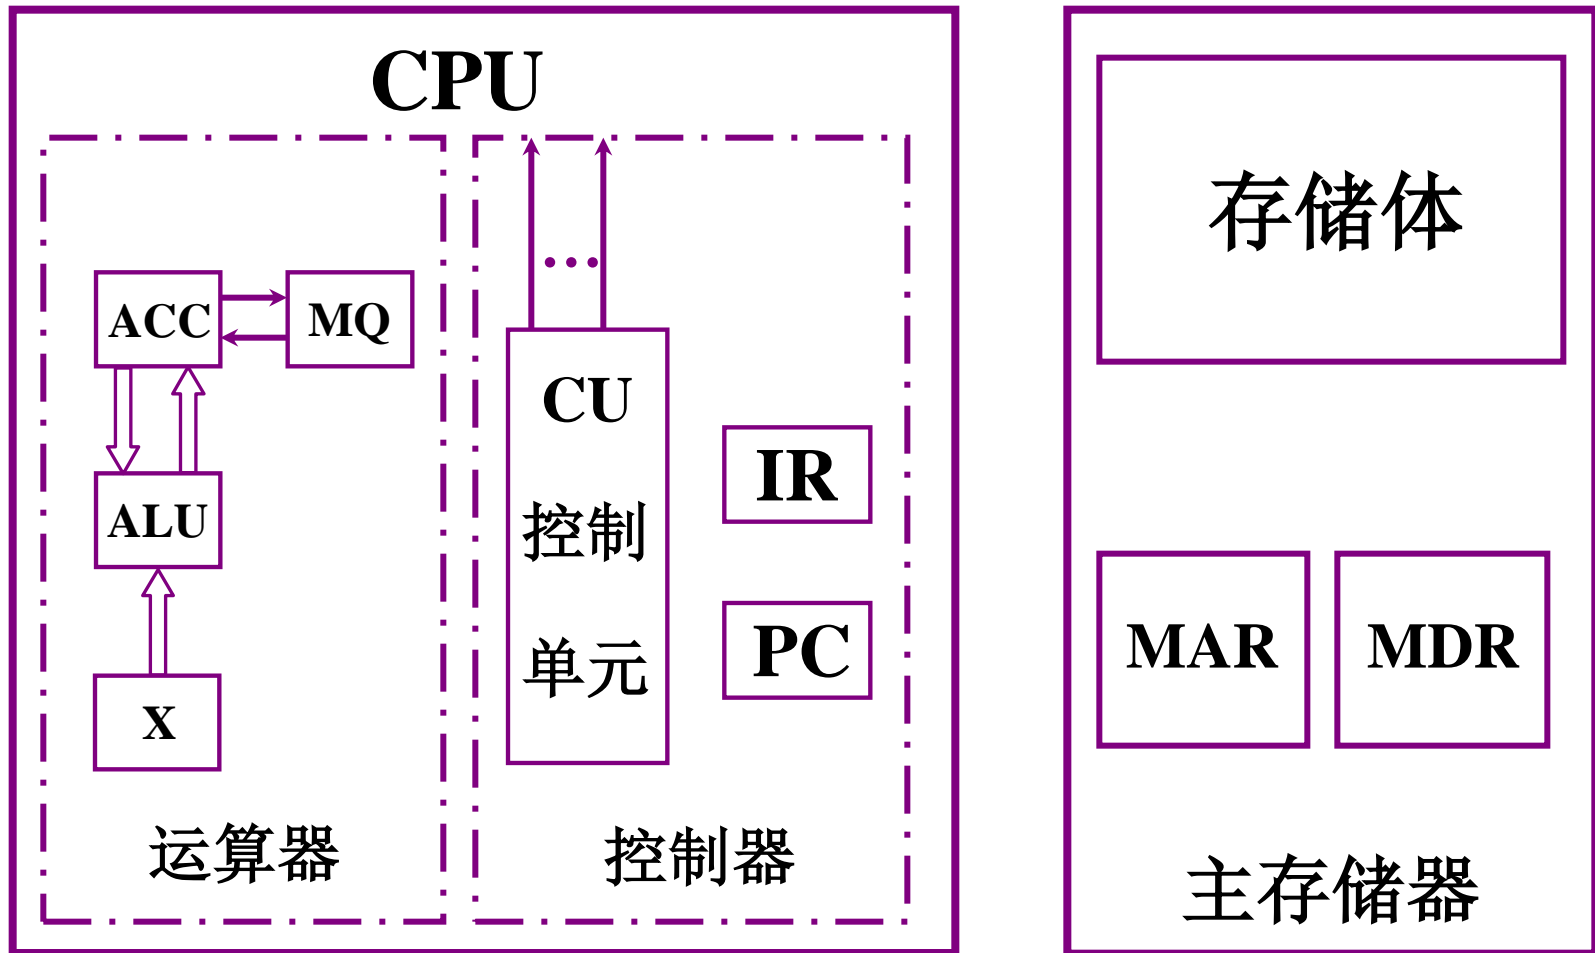 CPU
ACC
MQ
ALU
X
运算器
CU
控制
单元
IR
PC
控制器
存储体
MAR
MDR
主存储器